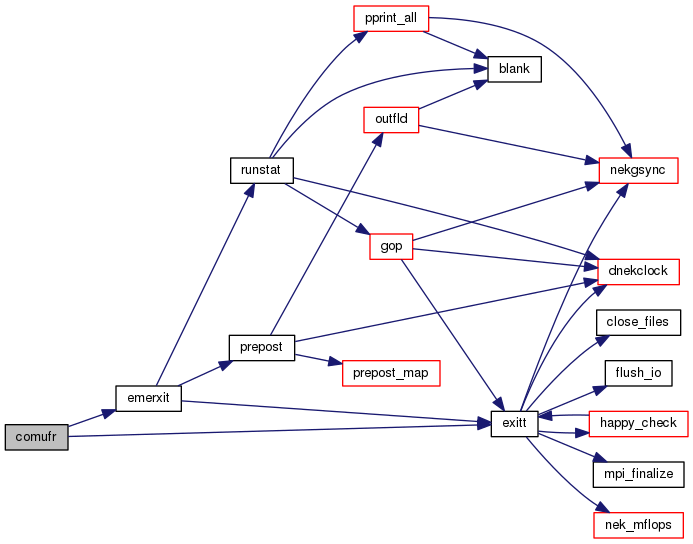 pprint_all
blank
outfld
runstat
nekgsync
gop
dnekclock
close_files
prepost
prepost_map
flush_io
emerxit
exitt
happy_check
comufr
mpi_finalize
nek_mflops